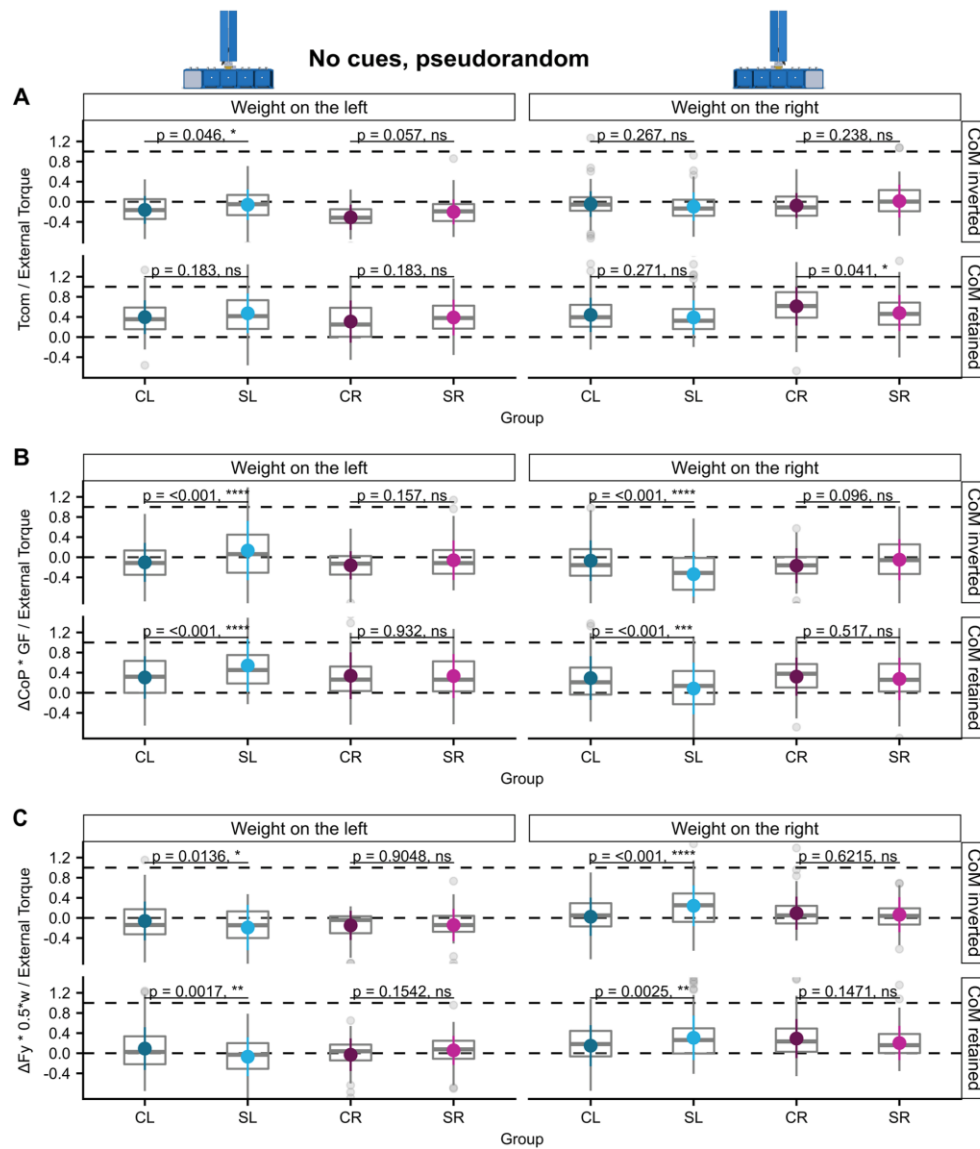 No cues, pseudorandom
A
Weight on the left
Weight on the right
p = 0.046, *
p = 0.057, ns
p = 0.267, ns
p = 0.238, ns
1.2
0.4
-0.4
CoM inverted
p = 0.183, ns
p = 0.183, ns
p = 0.271, ns
p = 0.041, *
1.2
0.8
0.4
0.0
-0.4
CoM retained
Tcom / External Torque
CL
SL
CR
SR
CL
SL
CR
SR
Group
Group
B
Weight on the left
Weight on the right
p = <0.001, ****
p = 0.157, ns
p = <0.001, ****
p = 0.096, ns
1.2
0.8
0.4
0.0
-0.4
CoM inverted
p = <0.001, ****
p = 0.932, ns
p = <0.001, ***
p = 0.517, ns
1.2
0.8
0.4
0.0
-0.4
CoM retained
ΔCoP * GF / External Torque
CL
SL
CR
SR
CL
SL
CR
SR
Group
Group
C
Weight on the left
Weight on the right
p = 0.0136, *
p = 0.9048, ns
p = <0.001, ****
p = 0.6215, ns
1.2
0.8
0.4
0.0
-0.4
CoM inverted
p = 0.0017, **
p = 0.1542, ns
p = 0.0025, **
p = 0.1471, ns
1.2
0.8
0.4
0.0
-0.4
CoM retained
ΔFy * 0.5*w / External Torque
CL
SL
CR
SR
CL
SL
CR
SR
Group
Group